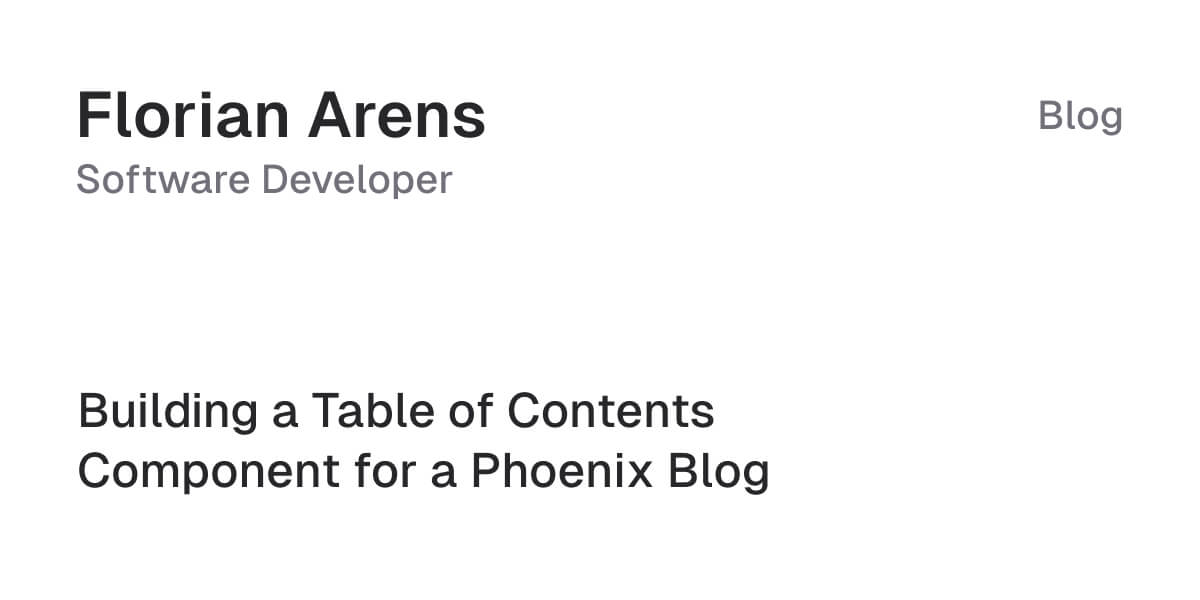 Florian Arens
Blog
Software Developer
Building a Table of Contents
Component for a Phoenix Blog